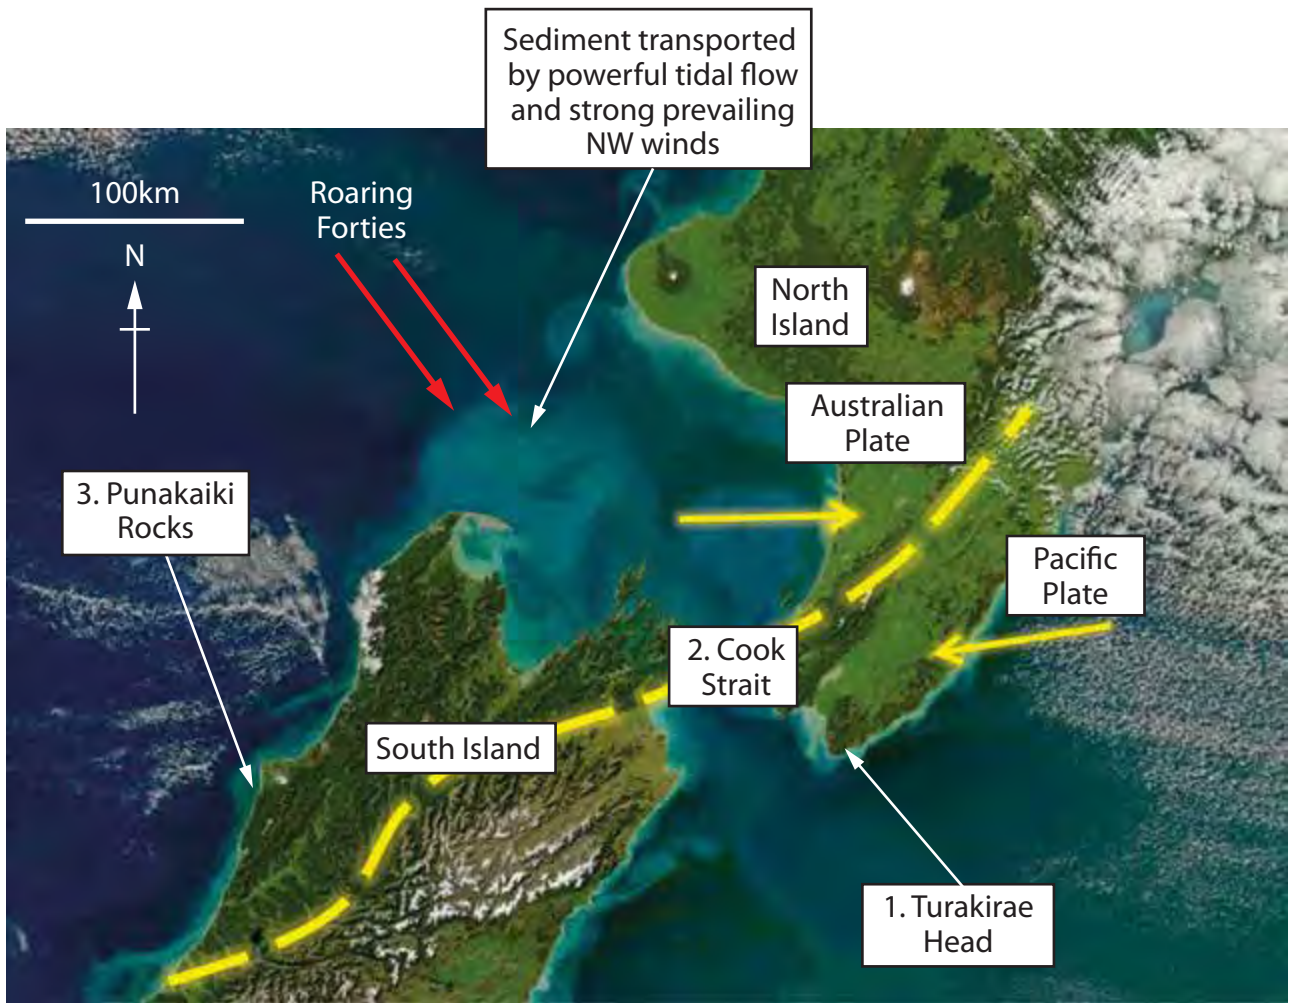 Sediment transported
by powerful tidal flow
and strong prevailing
NW winds
100km
N
Roaring
Forties
North
Island
Australian
Plate
3. Punakaiki
Rocks
Pacific
Plate
2. Cook
Strait
South Island
1. Turakirae
Head